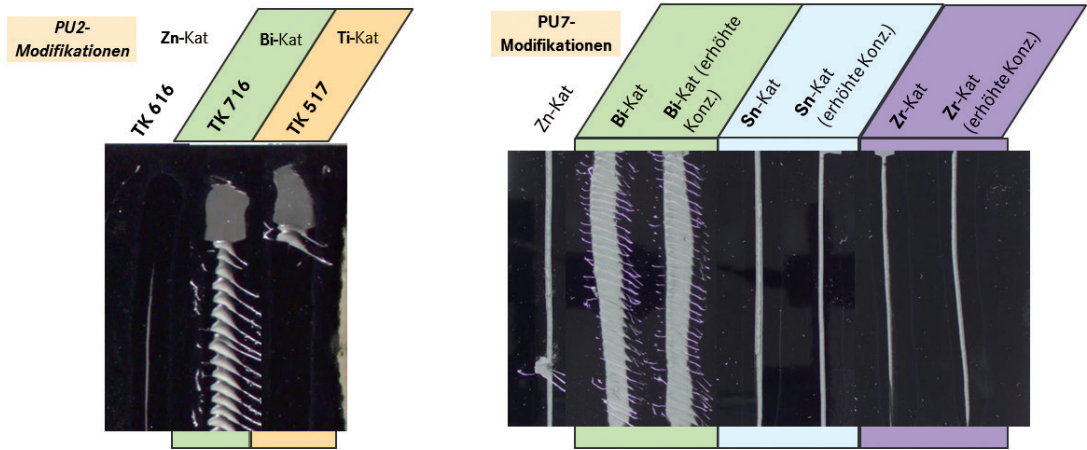 PU2-
Modifikationen
Zn-Kat
Bi-Kat
Ti-Kat
TK 616
TK 716
TK 517
PU7-
Modifikationen
Zn-Kat
Bi-Kat
Bi-Kat (erhöhte
Konz.)
Sn-Kat
Sn-Kat
(erhöhte Konz.)
Zr-Kat
Zr-Kat
(erhöhte Konz.)